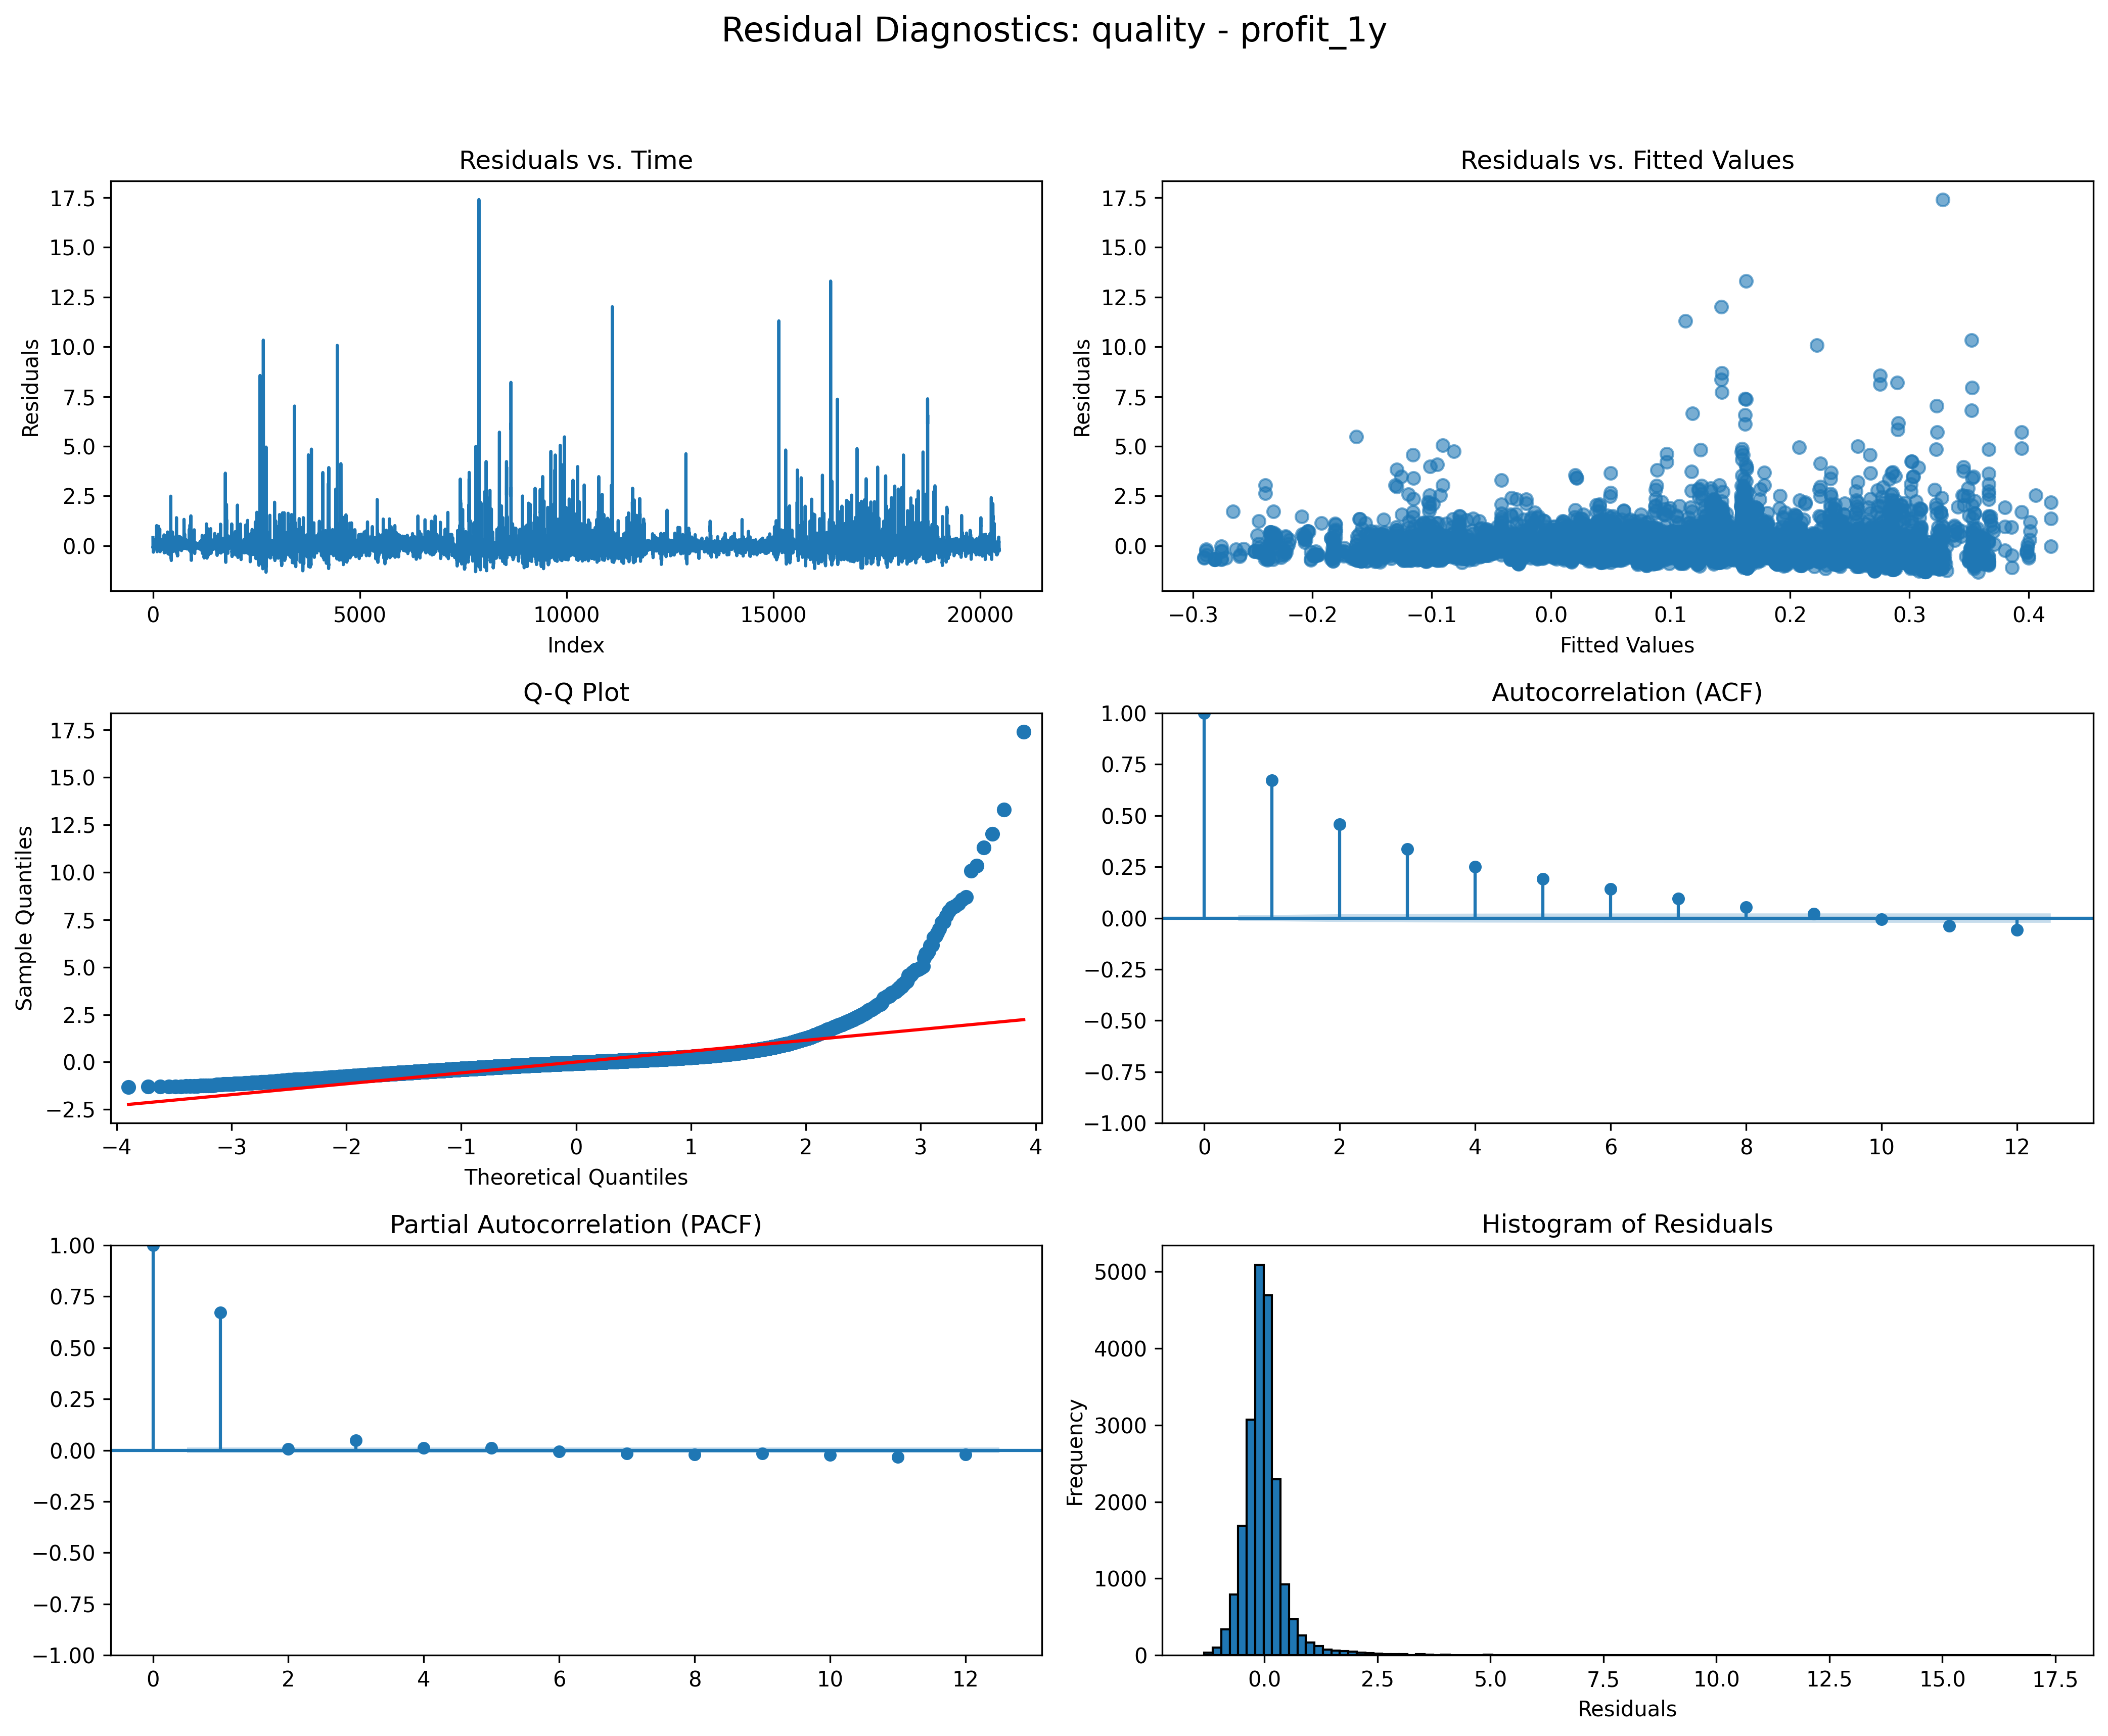 Residual Diagnostics: quality - profit_1y
Residuals vs. Time
17.5
15.0
12.5
10.0
7.5
5.0
2.5
0.0
Residuals
0 5000 10000 15000 20000
Index
Residuals vs. Fitted Values
17.5
15.0
12.5
10.0
7.5
5.0
2.5
0.0
Residuals
−0.3 −0.2 −0.1 0.0 0.1 0.2 0.3 0.4
Fitted Values
Q-Q Plot
17.5
15.0
12.5
10.0
7.5
5.0
2.5
0.0
−2.5
Sample Quantiles
−4 −3 −2 −1 0 1 2 3 4
Theoretical Quantiles
Autocorrelation (ACF)
1.00
0.75
0.50
0.25
0.00
−0.25
−0.50
−0.75
−1.00
0 2 4 6 8 10 12
Partial Autocorrelation (PACF)
1.00
0.75
0.50
0.25
0.00
−0.25
−0.50
−0.75
−1.00
0 2 4 6 8 10 12
Histogram of Residuals
5000
4000
3000
2000
1000
0
Frequency
0.0 2.5 5.0 7.5 10.0 12.5 15.0 17.5
Residuals